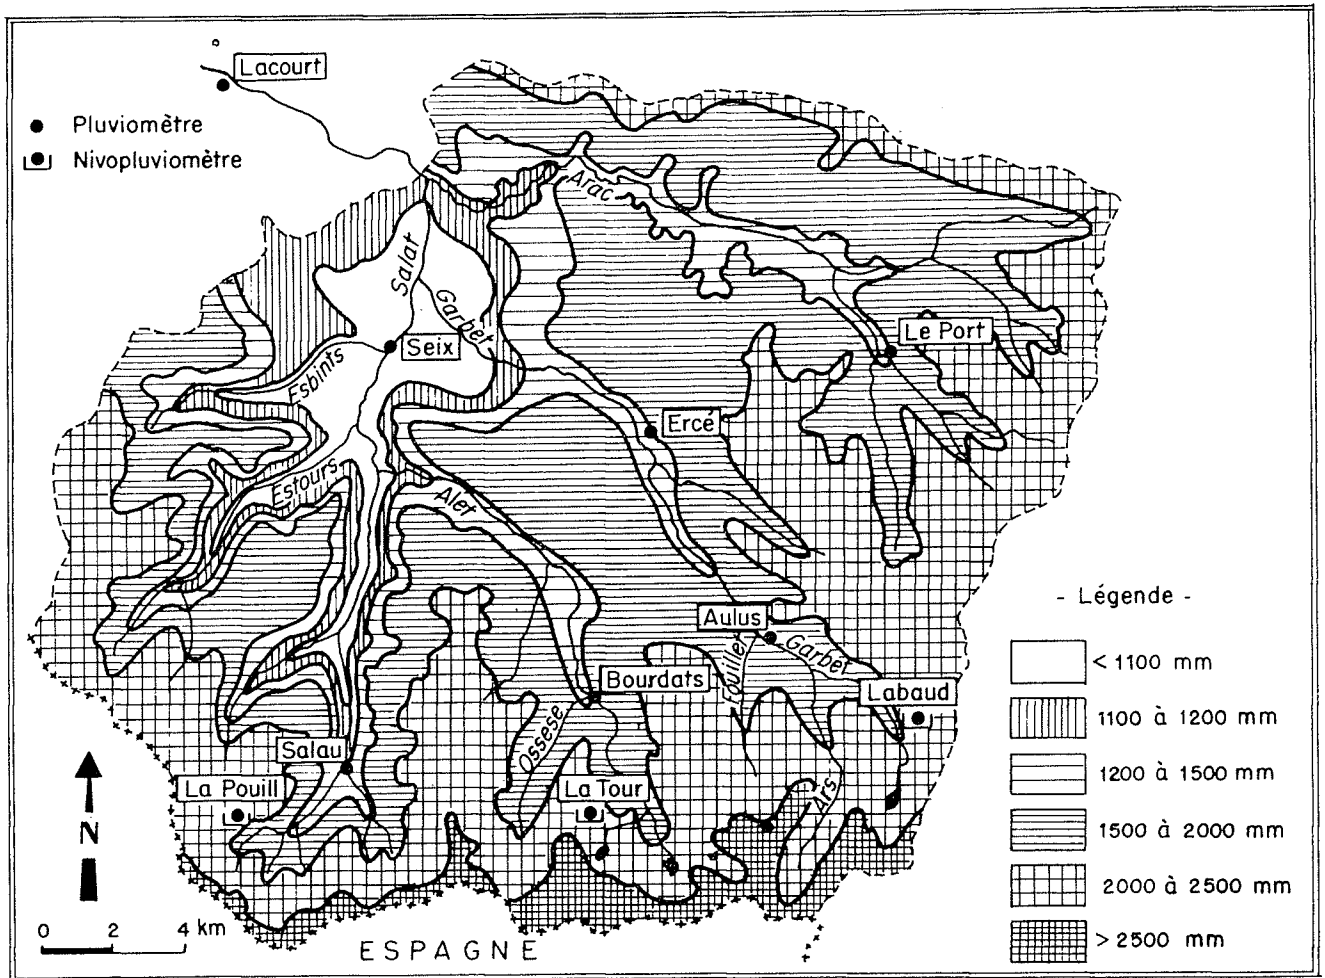 Lacourt
Pluviomètre
Nivopluviomètre
Arac
Salat
Garbet
Seix
Le Port
Esbints
Ercé
Estours
Alet
- Légende -
Aulus
Fouillet
Garbet
< 1100 mm
Bourdats
Labaud
1100 à 1200 mm
Ossese
Salau
La Pouill
La Tour
Ars
1200 à 1500 mm
1500 à 2000 mm
N
2000 à 2500 mm
0 2 4 km
ESPAGNE
> 2500 mm